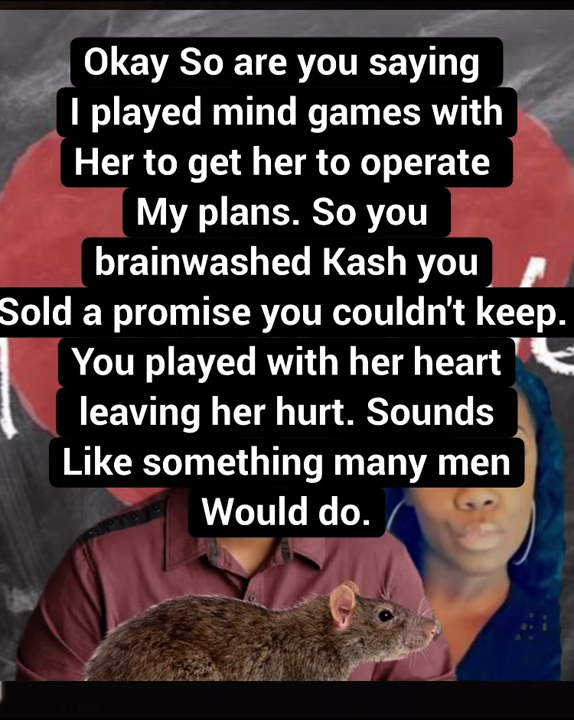 Okay So are you saying
I played mind games with
Her to get her to operate
My plans. So you
brainwashed Kash you
Sold a promise you couldn't keep.
You played with her heart
leaving her hurt. Sounds
Like something many men
Would do.